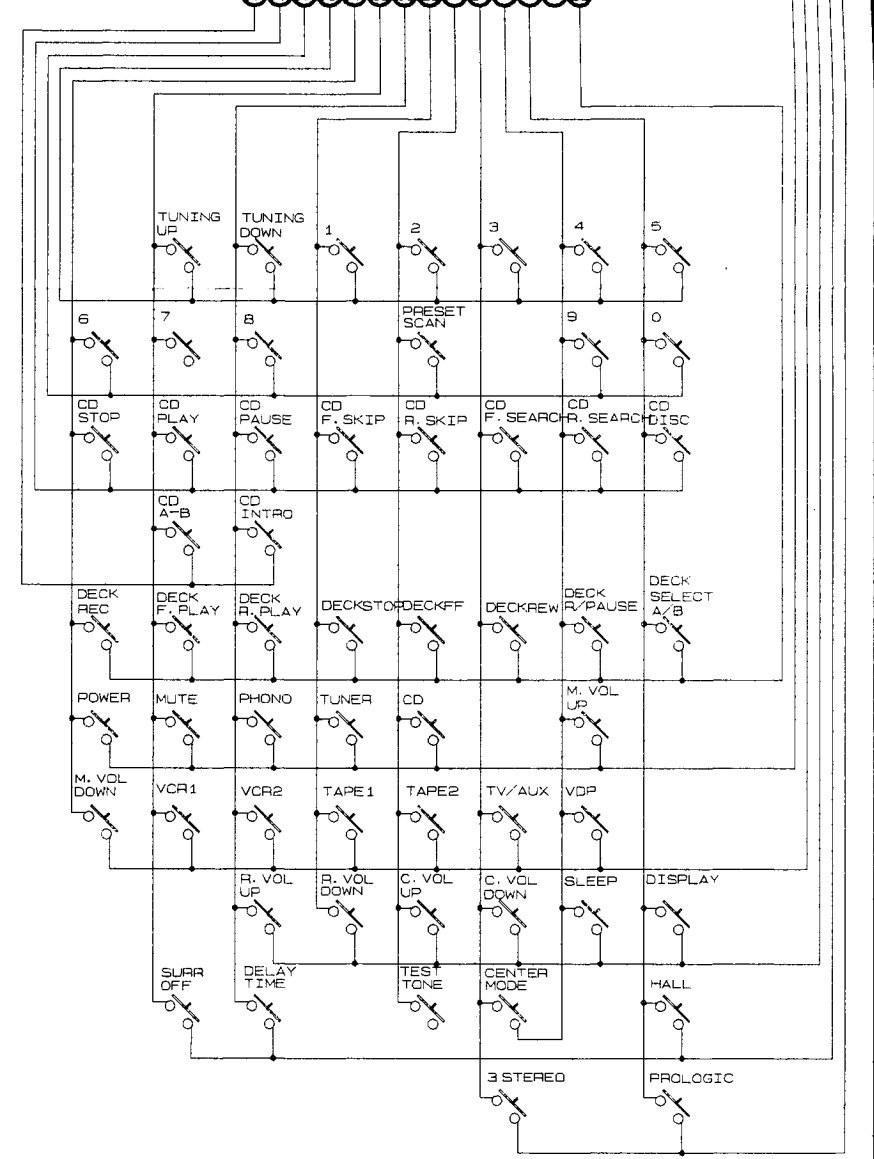 TUNING UP
TUNING DOWN
1
2
3
4
5
6
7
8
PRESET SCAN
9
0
CD STOP
CD PLAY
CD PAUSE
CD F. SKIP
CD R. SKIP
CD F. SEARCH
CD R. SEARCH
CD DISC
CD A-B
CD INTRO
DECK REC
DECK F. PLAY
DECK R. PLAY
DECKSTOP
DECKFF
DECKREW
DECK R/PAUSE
DECK SELECT A/B
POWER
MUTE
PHONO
TUNER
CD
M. VOL UP
M. VOL DOWN
VCR1
VCR2
TAPE1
TAPE2
TV/AUX
VDP
R. VOL UP
R. VOL DOWN
C. VOL UP
C. VOL DOWN
SLEEP
DISPLAY
SURR OFF
DELAY TIME
TEST TONE
CENTER MODE
HALL
3 STEREO
PROLOGIC